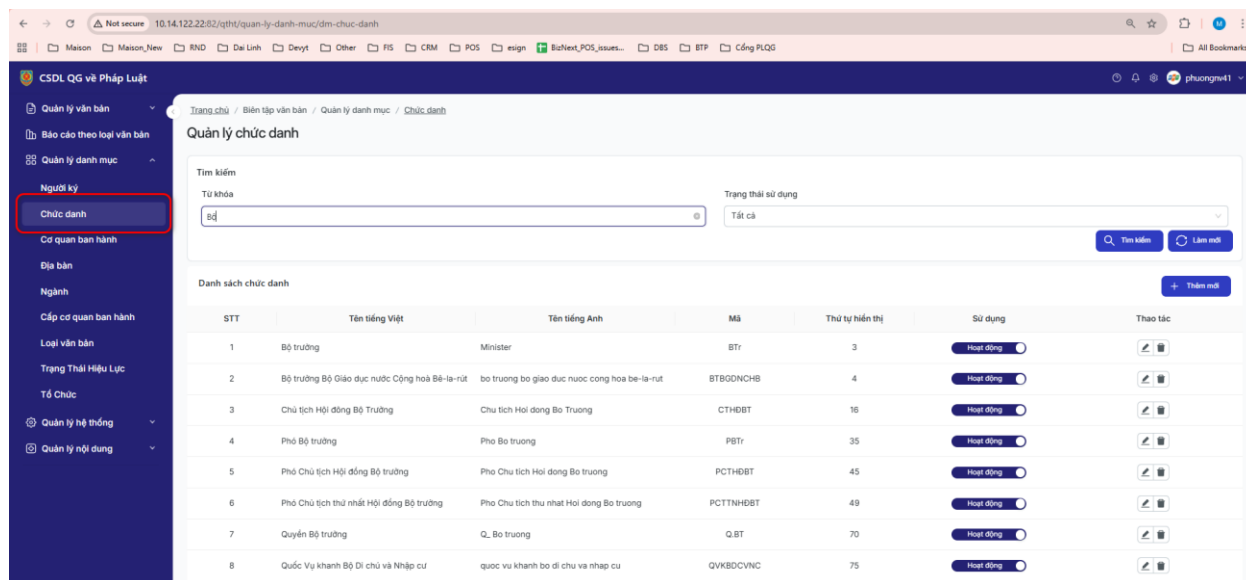 Not secure 10.14.122.22:82/qtht/quan-ly-danh-muc/dm-chuc-danh M
Maison Maison_New RND Dai Linh Devyt Other FIS CRM POS esign BizNext_POS_issues... DBS BTP Cổng PLQG All Bookmarks
CSDL QG về Pháp Luật phuongnv41
Quản lý văn bản
Báo cáo theo loại văn bản
Quản lý danh mục
Người ký
Chức danh
Cơ quan ban hành
Địa bàn
Ngành
Cấp cơ quan ban hành
Loại văn bản
Trạng Thái Hiệu Lực
Tổ Chức
Quản lý hệ thống
Quản lý nội dung
Trang chủ / Biên tập văn bản / Quản lý danh mục / Chức danh
Quản lý chức danh
Tìm kiếm
Từ khóa Trạng thái sử dụng
Bộ Tất cả
Tìm kiếm Làm mới
Danh sách chức danh + Thêm mới
STT Tên tiếng Việt Tên tiếng Anh Mã Thứ tự hiển thị Sử dụng Thao tác
1 Bộ trưởng Minister BTr 3 Hoạt động
2 Bộ trưởng Bộ Giáo dục nước Cộng hoà Bê-la-rút bo truong bo giao duc nuoc cong hoa be-la-rut BTBGDNCHB 4 Hoạt động
3 Chủ tịch Hội đồng Bộ Trưởng Chu tich Hoi dong Bo Truong CTHĐBT 16 Hoạt động
4 Phó Bộ trưởng Pho Bo truong PBTr 35 Hoạt động
5 Phó Chủ tịch Hội đồng Bộ trưởng Pho Chu tich Hoi dong Bo truong PCTHĐBT 45 Hoạt động
6 Phó Chủ tịch thứ nhất Hội đồng Bộ trưởng Pho Chu tich thu nhat Hoi dong Bo truong PCTTNHĐBT 49 Hoạt động
7 Quyền Bộ trưởng Q_ Bo truong Q.BT 70 Hoạt động
8 Quốc Vụ khanh Bộ Di chú và Nhập cư quoc vu khanh bo di chu va nhap cu QVKBDCVNC 75 Hoạt động